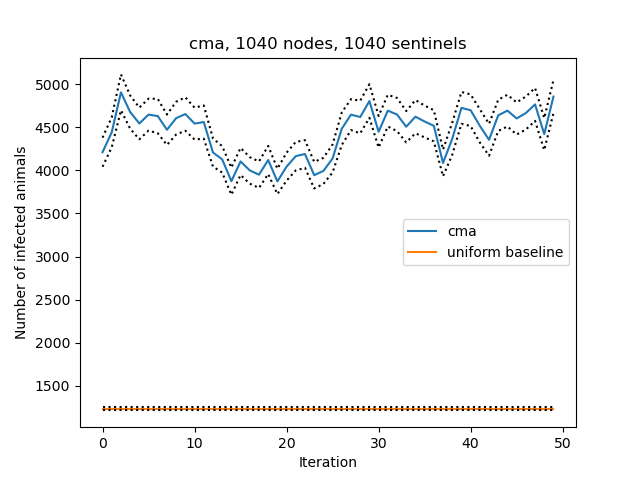 cma, 1040 nodes, 1040 sentinels
Number of infected animals
5000
4500
4000
3500
3000
2500
2000
1500
cma
uniform baseline
0
10
20
30
40
50
Iteration